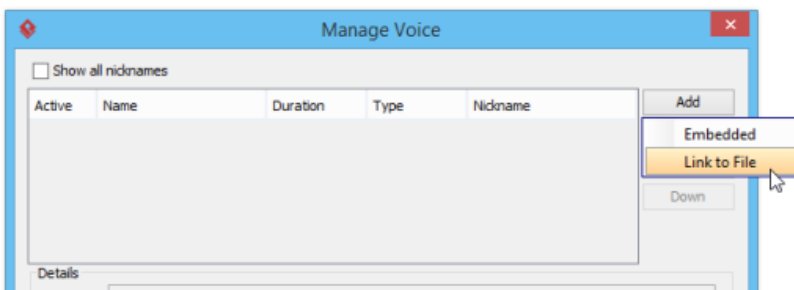 Manage Voice
Show all nicknames
Active Name Duration Type Nickname
Add
Embedded
Link to File
Down
Details